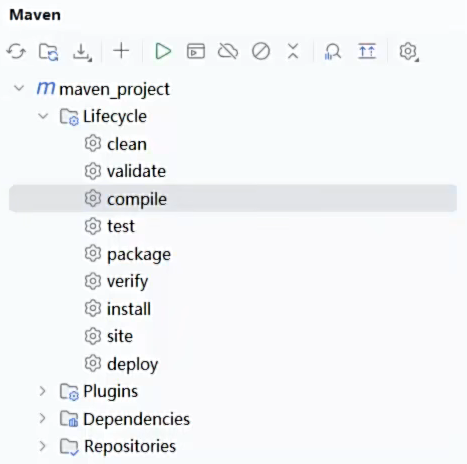 Maven
maven_project
Lifecycle
clean
validate
compile
test
package
verify
install
site
deploy
Plugins
Dependencies
Repositories